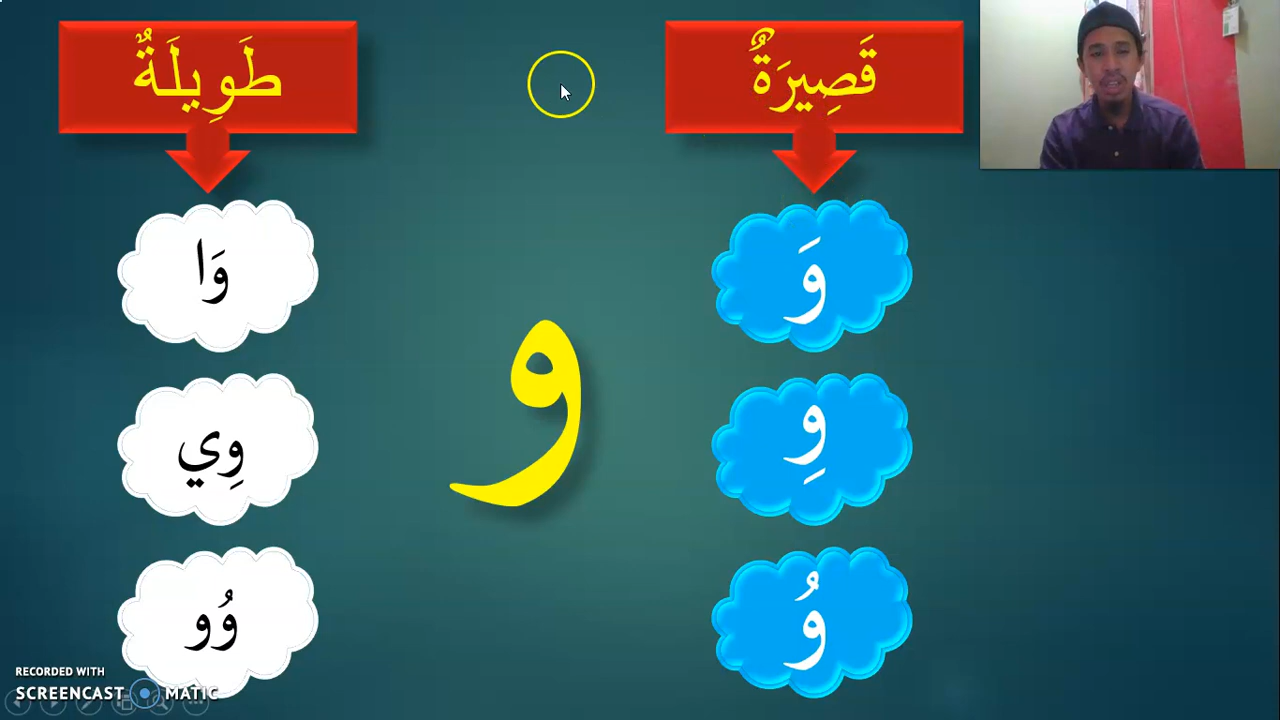 قَصِيرَةٌ
طَوِيلَةٌ
وَ
وَا
و
وِ
وِي
وُ
وُو
RECORDED WITH
SCREENCAST MATIC